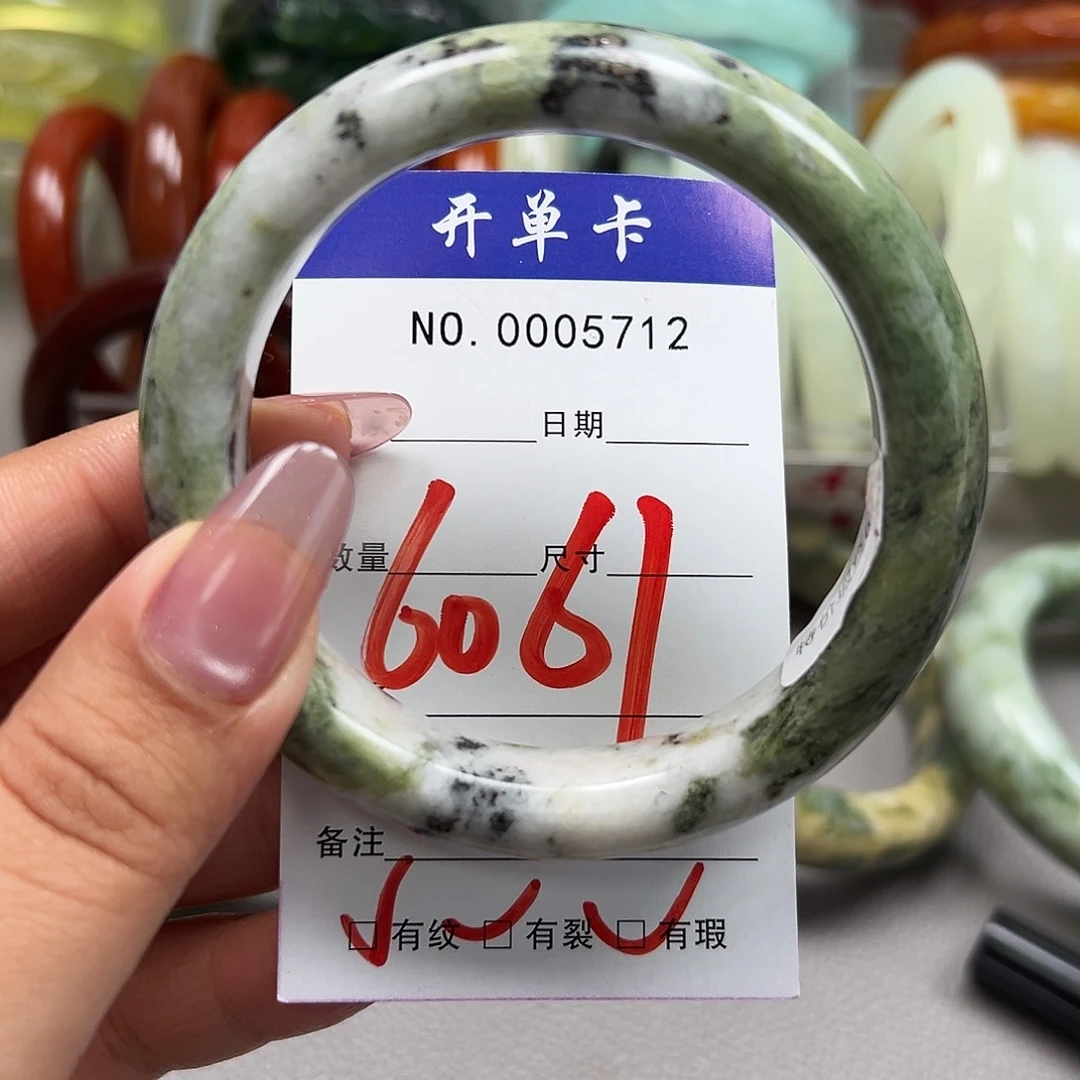 开单卡
NO. 0005712
日期
数量 尺寸
6061
备注
有纹 有裂 有瑕